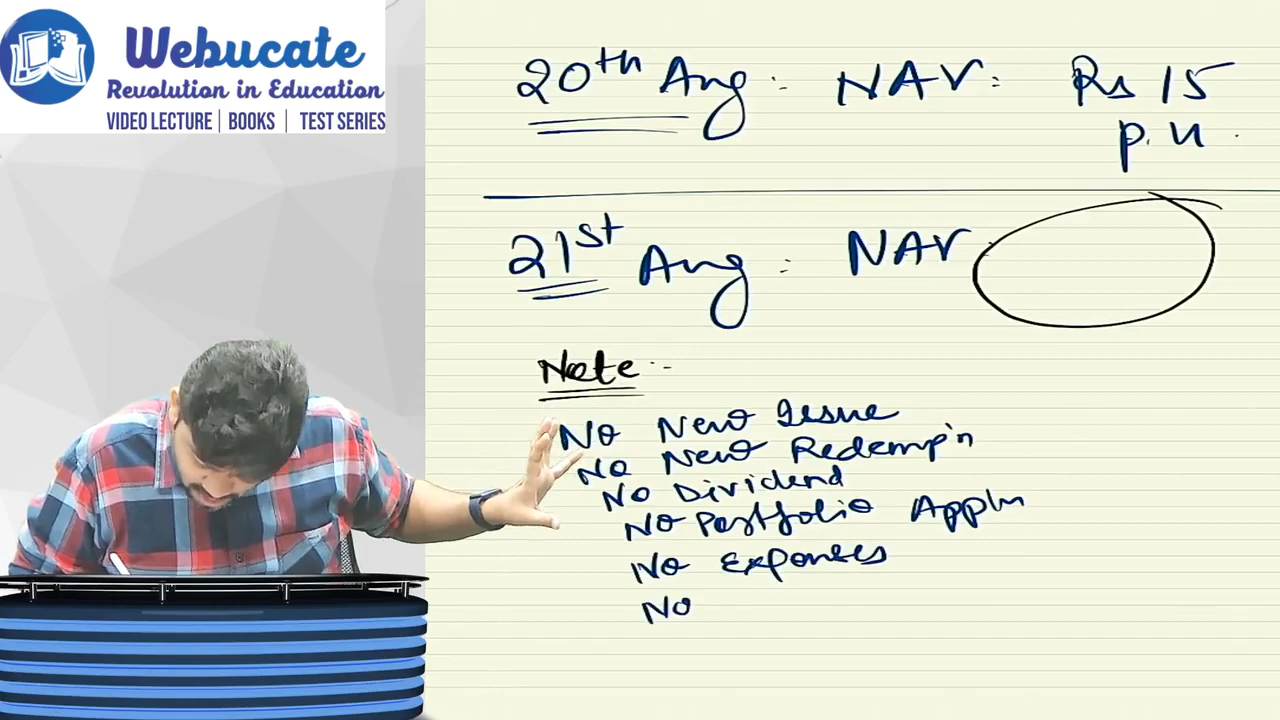 Webucate
Revolution in Education
VIDEO LECTURE | BOOKS | TEST SERIES
20th Aug : NAV : Rs 15
p.u.
21st Aug : NAV
Note :-
No New Issue
No New Redemp'n
No Dividend
No Portfolio Appln
No Expenses
No